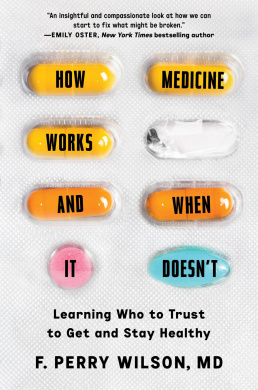 "An insightful and compassionate look at how we can
start to fix what might be broken."
—EMILY OSTER, New York Times bestselling author
HOW MEDICINE
WORKS
AND WHEN
IT DOESN'T
Learning Who to Trust
to Get and Stay Healthy
F. PERRY WILSON, MD